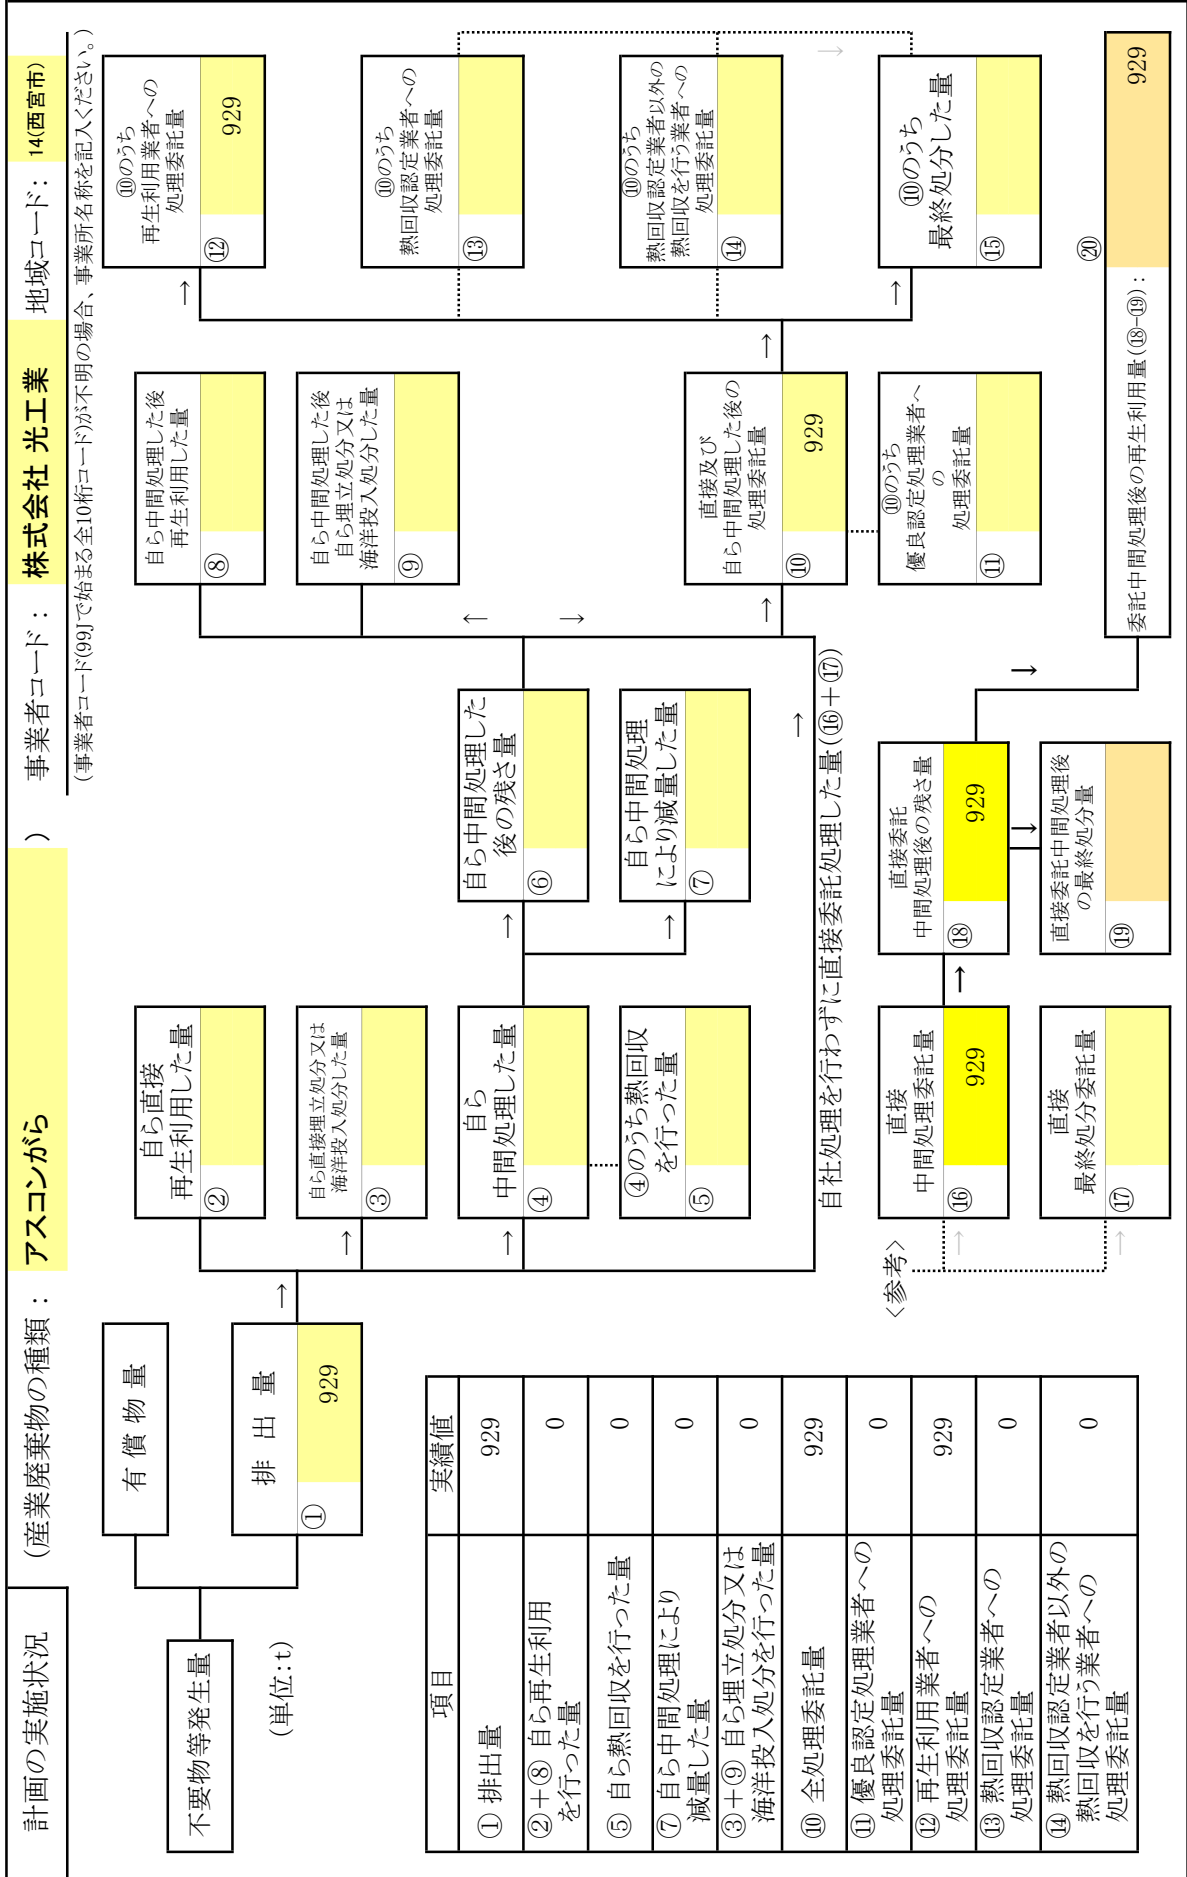 計画の実施状況
(産業廃棄物の種類： アスコンがら )
事業者コード： 株式会社 光工業 地域コード： 14(西宮市)
(事業者コード(99｣で始まる全10桁コード)が不明の場合、事業所名称を記入ください。)
不要物等発生量
(単位:t)
有 償 物 量
排 出 量
① 929
自ら直接
再生利用した量
②
自ら直接埋立処分又は
海洋投入処分した量
③
自ら
中間処理した量
④
④のうち熱回収
を行った量
⑤
自ら中間処理した
後の残さ量
⑥
自ら中間処理
により減量した量
⑦
自ら中間処理した後
再生利用した量
⑧
自ら中間処理した後
自ら埋立処分又は
海洋投入処分した量
⑨
直接及び
自ら中間処理した後の
処理委託量
⑩ 929
⑩のうち
優良認定処理業者へ
の
処理委託量
⑪
⑩のうち
再生利用業者への
処理委託量
⑫ 929
⑩のうち
熱回収認定業者への
処理委託量
⑬
⑩のうち
熱回収認定業者以外の
熱回収を行う業者への
処理委託量
⑭
⑩のうち
最終処分した量
⑮
自社処理を行わずに直接委託処理した量(⑯＋⑰)
<参考>
直接
中間処理委託量
⑯ 929
直接
最終処分委託量
⑰
直接委託
中間処理後の残さ量
⑱ 929
直接委託中間処理後
の最終処分量
⑲
⑳
委託中間処理後の再生利用量(⑱-⑲)： 929
項目 実績値
① 排出量 929
②＋⑧ 自ら再生利用
を行った量 0
⑤ 自ら熱回収を行った量 0
⑦ 自ら中間処理により
減量した量 0
③＋⑨ 自ら埋立処分又は
海洋投入処分を行った量 0
⑩ 全処理委託量 929
⑪ 優良認定処理業者への
処理委託量 0
⑫ 再生利用業者への
処理委託量 929
⑬ 熱回収認定業者への
処理委託量 0
⑭ 熱回収認定業者以外の
熱回収を行う業者への
処理委託量 0